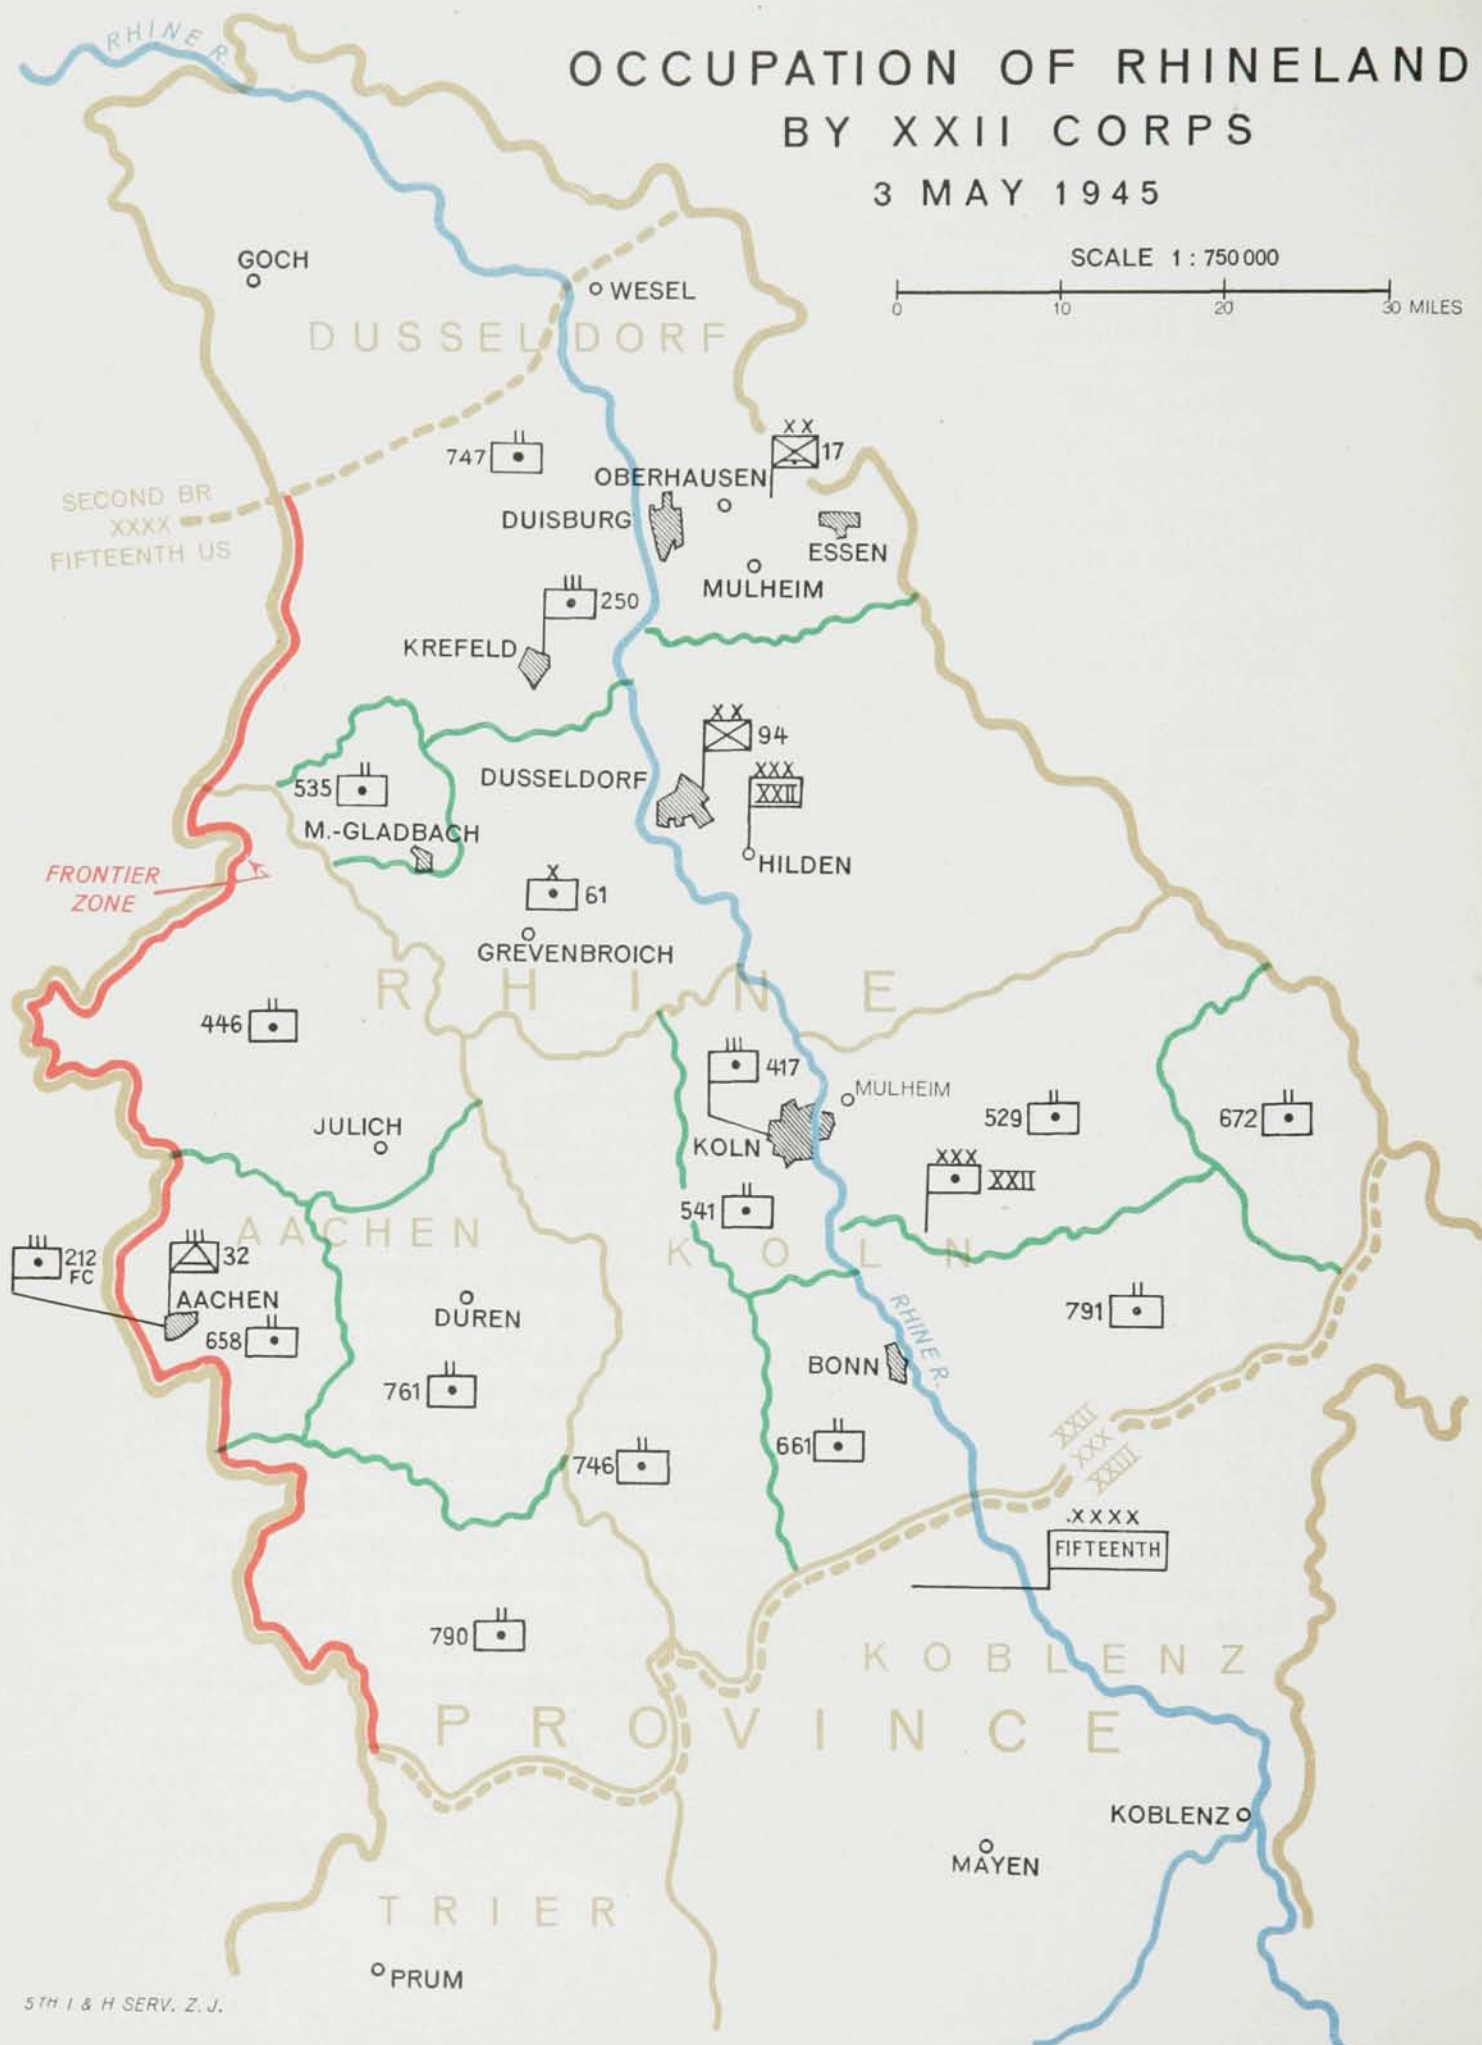 OCCUPATION OF RHINELAND
BY XXII CORPS
3 MAY 1945
SCALE 1 : 750 000
0 10 20 30 MILES
RHINE R.
GOCH
WESEL
DUSSELDORF
XX
17
747
OBERHAUSEN
SECOND BR
XXXX
FIFTEENTH US
DUISBURG
ESSEN
MULHEIM
250
KREFELD
XX
94
DUSSELDORF
XXX
XXII
535
M.-GLADBACH
HILDEN
FRONTIER
ZONE
X
61
GREVENBROICH
RHINE
446
417
MULHEIM
529
672
JULICH
KOLN
XXX
XXII
541
AACHEN
KOLN
212
FC
32
AACHEN
658
DUREN
791
RHINE R.
BONN
761
XXII
XXX
XXIII
661
746
XXXX
FIFTEENTH
790
KOBLENZ
PROVINCE
KOBLENZ
MAYEN
TRIER
PRUM
5TH I & H SERV. Z. J.